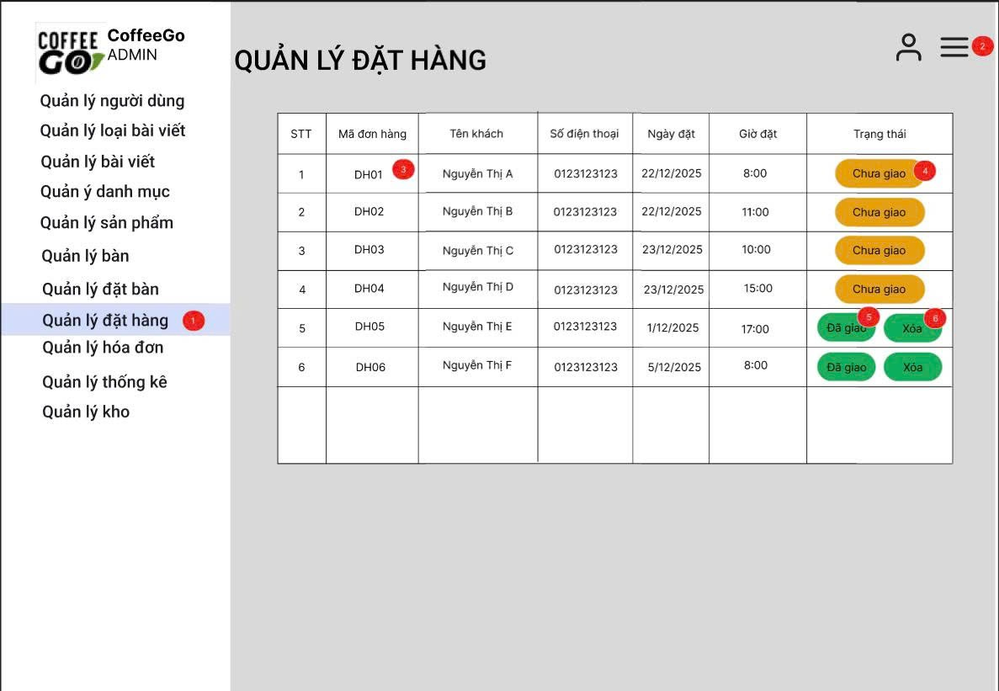 COFFEE
GO
CoffeeGo
ADMIN
Quản lý người dùng
Quản lý loại bài viết
Quản lý bài viết
Quản ý danh mục
Quản lý sản phẩm
Quản lý bàn
Quản lý đặt bàn
Quản lý đặt hàng 1
Quản lý hóa đơn
Quản lý thống kê
Quản lý kho
2
QUẢN LÝ ĐẶT HÀNG
STT Mã đơn hàng Tên khách Số điện thoại Ngày đặt Giờ đặt Trạng thái
1 DH01 3 Nguyễn Thị A 0123123123 22/12/2025 8:00 Chưa giao 4
2 DH02 Nguyễn Thị B 0123123123 22/12/2025 11:00 Chưa giao
3 DH03 Nguyễn Thị C 0123123123 23/12/2025 10:00 Chưa giao
4 DH04 Nguyễn Thị D 0123123123 23/12/2025 15:00 Chưa giao
5 DH05 Nguyễn Thị E 0123123123 1/12/2025 17:00 Đã giao 5 Xóa 6
6 DH06 Nguyễn Thị F 0123123123 5/12/2025 8:00 Đã giao Xóa